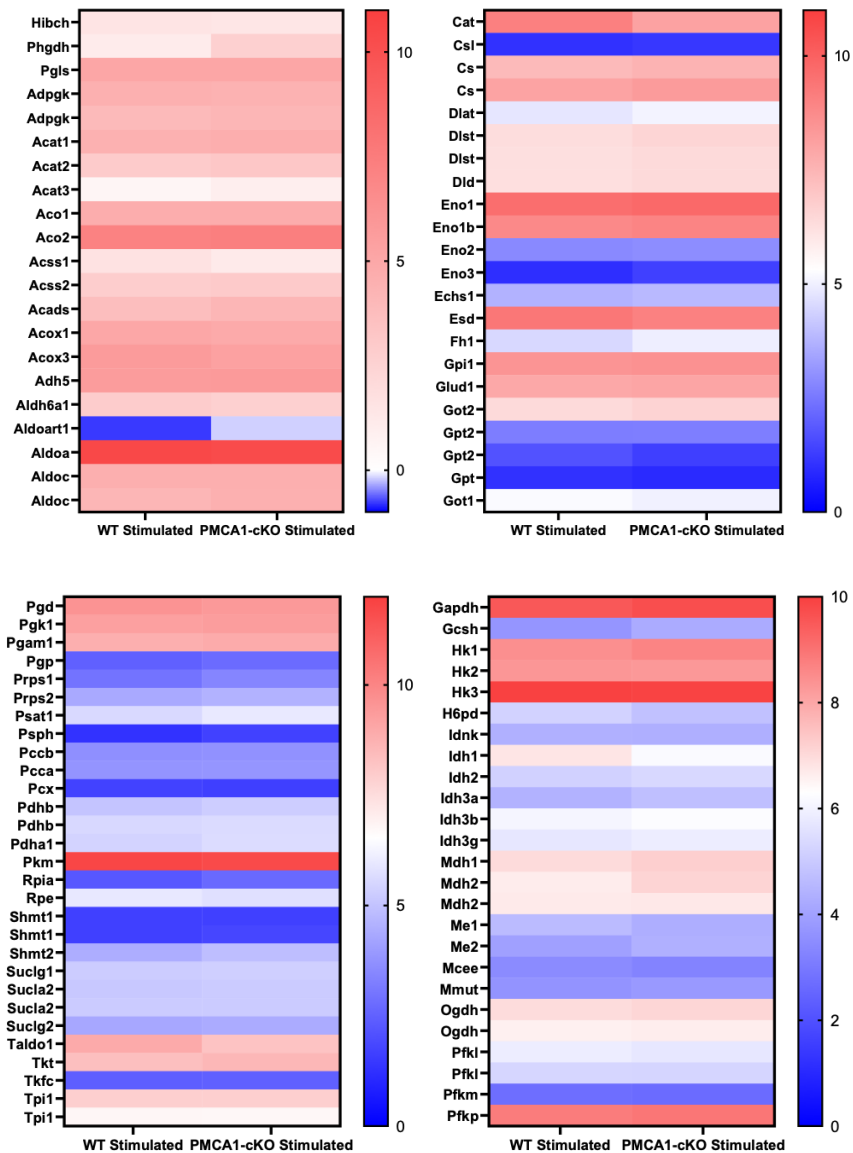 Hibch
Phgdh
Pgls
Adpgk
Adpgk
Acat1
Acat2
Acat3
Aco1
Aco2
Acss1
Acss2
Acads
Acox1
Acox3
Adh5
Aldh6a1
Aldoart1
Aldoa
Aldoc
Aldoc
WT Stimulated PMCA1-cKO Stimulated
10
5
0
Cat
Csl
Cs
Cs
Dlat
Dlst
Dlst
Dld
Eno1
Eno1b
Eno2
Eno3
Echs1
Esd
Fh1
Gpi1
Glud1
Got2
Gpt2
Gpt2
Gpt
Got1
WT Stimulated PMCA1-cKO Stimulated
10
5
0
Pgd
Pgk1
Pgam1
Pgp
Prps1
Prps2
Psat1
Psph
Pccb
Pcca
Pcx
Pdhb
Pdhb
Pdha1
Pkm
Rpia
Rpe
Shmt1
Shmt1
Shmt2
Suclg1
Sucla2
Sucla2
Suclg2
Taldo1
Tkt
Tkfc
Tpi1
Tpi1
WT Stimulated PMCA1-cKO Stimulated
10
5
0
Gapdh
Gcsh
Hk1
Hk2
Hk3
H6pd
Idnk
Idh1
Idh2
Idh3a
Idh3b
Idh3g
Mdh1
Mdh2
Mdh2
Me1
Me2
Mcee
Mmut
Ogdh
Ogdh
Pfkl
Pfkl
Pfkm
Pfkp
WT Stimulated PMCA1-cKO Stimulated
10
8
6
4
2
0